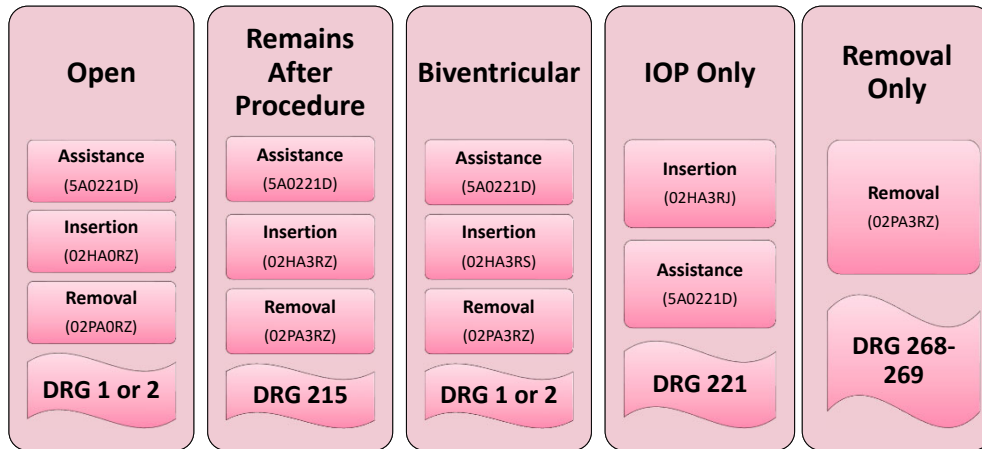 Open
Assistance
(5A0221D)
Insertion
(02HA0RZ)
Removal
(02PA0RZ)
DRG 1 or 2
Remains
After
Procedure
Assistance
(5A0221D)
Insertion
(02HA3RZ)
Removal
(02PA3RZ)
DRG 215
Biventricular
Assistance
(5A0221D)
Insertion
(02HA3RS)
Removal
(02PA3RZ)
DRG 1 or 2
IOP Only
Insertion
(02HA3RJ)
Assistance
(5A0221D)
DRG 221
Removal
Only
Removal
(02PA3RZ)
DRG 268-
269